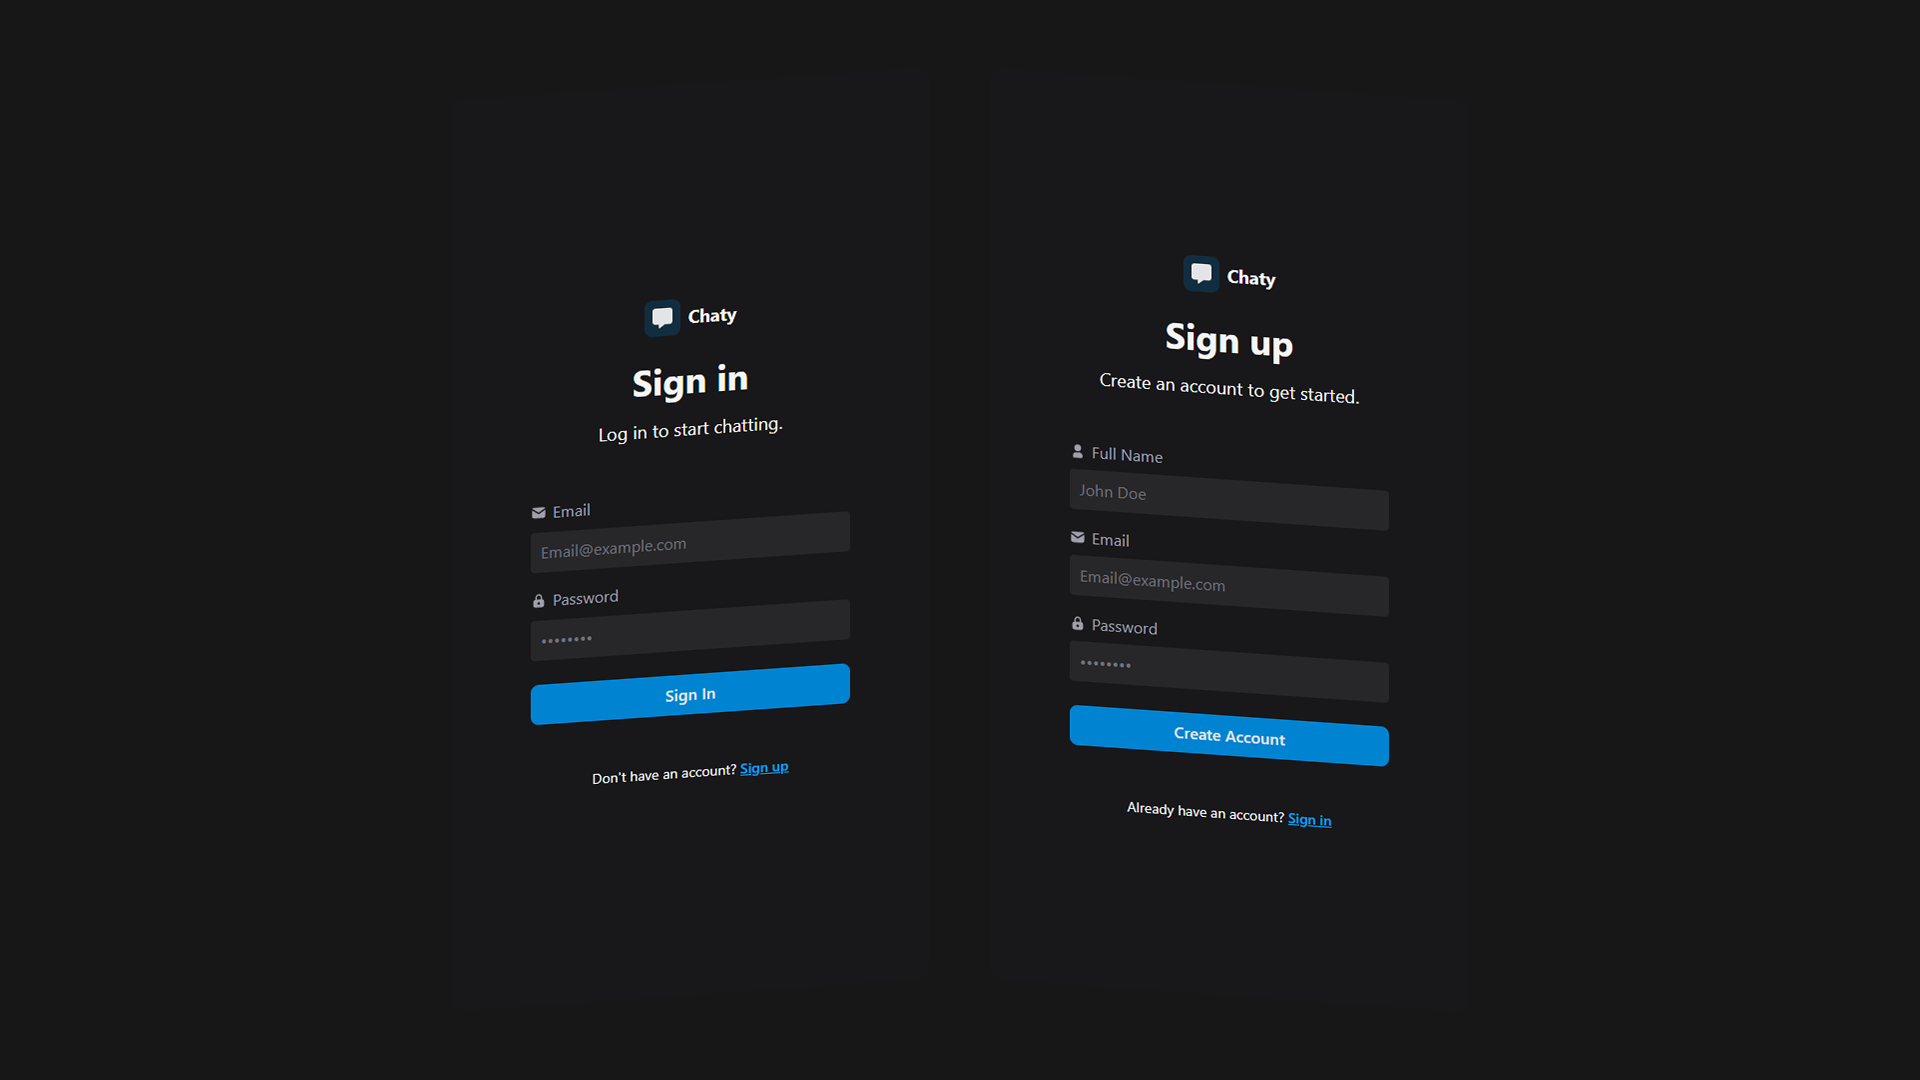 Chaty
Sign in
Log in to start chatting.
Email
Email@example.com
Password
••••••••
Sign In
Don't have an account? Sign up
Chaty
Sign up
Create an account to get started.
Full Name
John Doe
Email
Email@example.com
Password
••••••••
Create Account
Already have an account? Sign in